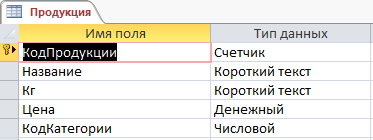 Продукция
Имя поля Тип данных
КодПродукции Счетчик
Название Короткий текст
Кг Короткий текст
Цена Денежный
КодКатегории Числовой